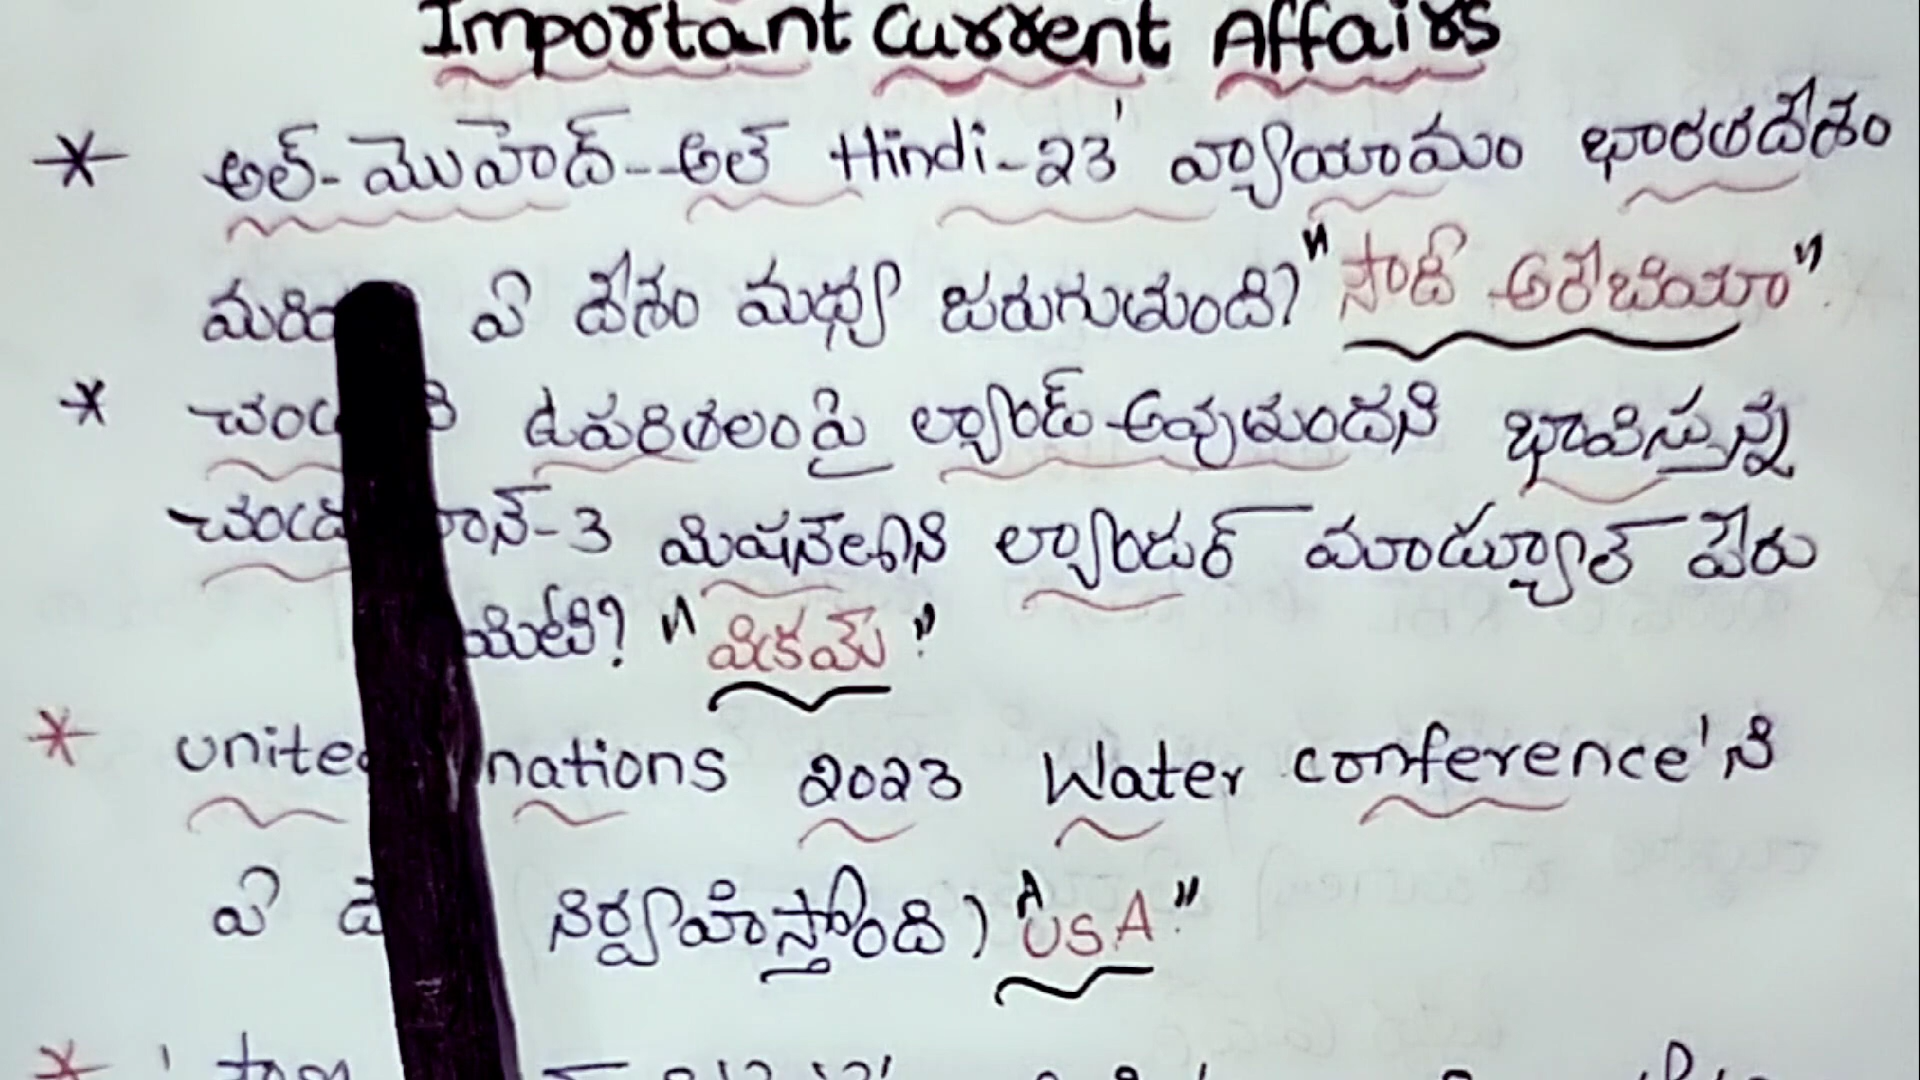 Important Current Affairs
* అల్-మొహెద్--అల్ Hindi-23' వ్యాయామం భారతదేశం
ఏ దేశం మధ్య జరుగుతుంది? "సౌదీ అరేబియా"
* ఉపరితలంపై ల్యాండ్ అవుతుందని భావిస్తున్న
-3 మిషన్‌లోని ల్యాండర్ మాడ్యూల్ పేరు
"విక్రమ్"
* united nations 2023 Water conference'ని
ఏ నిర్వహిస్తోంది) "USA"
*